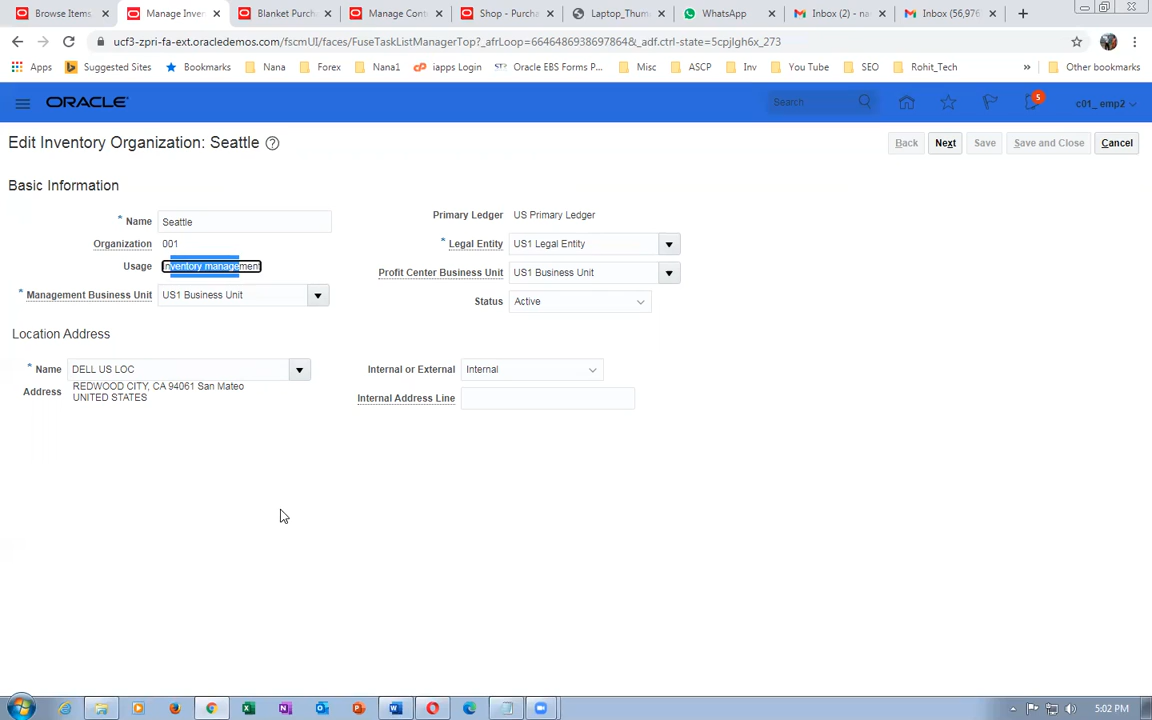 Browse Items
Manage Inver
Blanket Purcha
Manage Cont
Shop - Purcha
Laptop_Thum
WhatsApp
Inbox (2) - na
Inbox (56,976
ucf3-zpri-fa-ext.oracledemos.com/fscmUI/faces/FuseTaskListManagerTop?_afrLoop=6646486938697864&_adf.ctrl-state=5cpjlgh6x_273
Apps
Suggested Sites
Bookmarks
Nana
Forex
Nana1
iapps Login
Oracle EBS Forms P...
Misc
ASCP
Inv
You Tube
SEO
Rohit_Tech
»
Other bookmarks
ORACLE
Search
5
c01_ emp2
Edit Inventory Organization: Seattle
Back
Next
Save
Save and Close
Cancel
Basic Information
* Name Seattle
Organization 001
Usage Inventory management
* Management Business Unit US1 Business Unit
Primary Ledger US Primary Ledger
* Legal Entity US1 Legal Entity
Profit Center Business Unit US1 Business Unit
Status Active
Location Address
* Name DELL US LOC
Address REDWOOD CITY, CA 94061 San Mateo
UNITED STATES
Internal or External Internal
Internal Address Line
5:02 PM